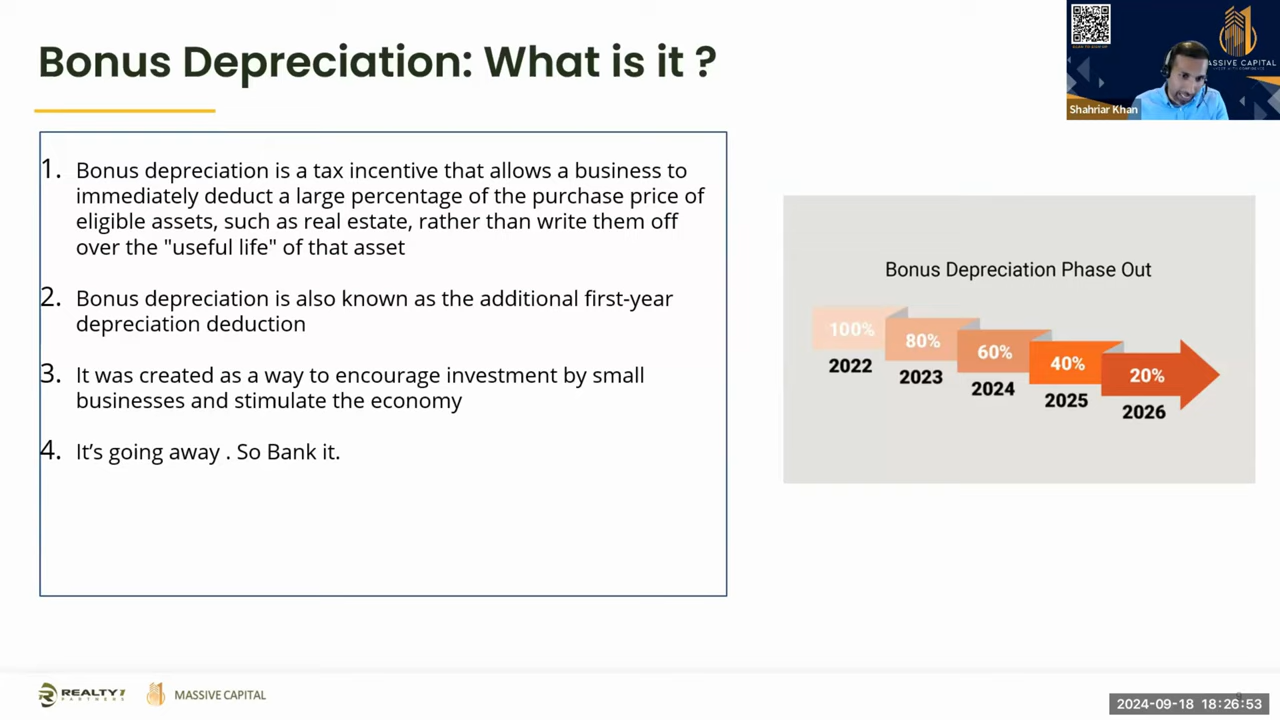 Bonus Depreciation: What is it ?
1. Bonus depreciation is a tax incentive that allows a business to
immediately deduct a large percentage of the purchase price of
eligible assets, such as real estate, rather than write them off
over the "useful life" of that asset
2. Bonus depreciation is also known as the additional first-year
depreciation deduction
3. It was created as a way to encourage investment by small
businesses and stimulate the economy
4. It’s going away . So Bank it.
Bonus Depreciation Phase Out
100%
2022
80%
2023
60%
2024
40%
2025
20%
2026
ASSIVE CAPITAL
Shahriar Khan
REALTY1
PARTNERS
MASSIVE CAPITAL
2024-09-18 18:26:53